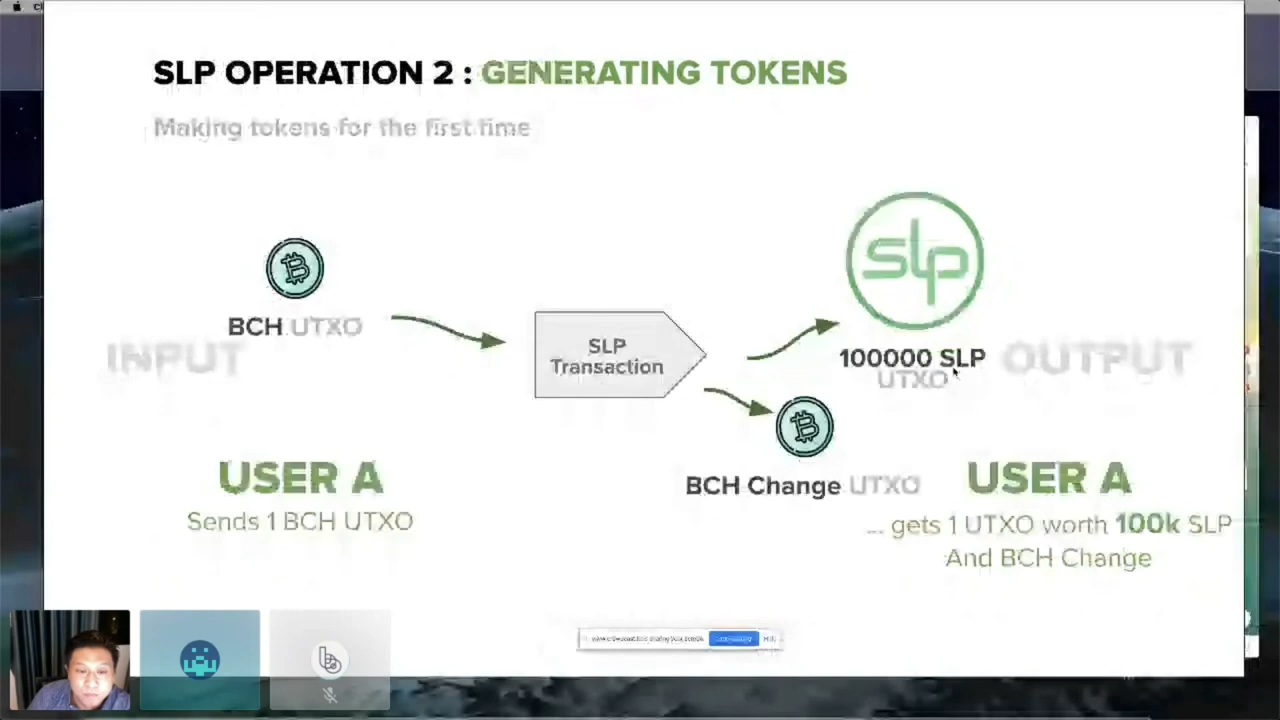 SLP OPERATION 2 : GENERATING TOKENS
Making tokens for the first time
slp
BCH UTXO
INPUT
SLP
Transaction
100000 SLP
UTXO
OUTPUT
BCH Change UTXO
USER A
Sends 1 BCH UTXO
USER A
... gets 1 UTXO worth 100k SLP
And BCH Change